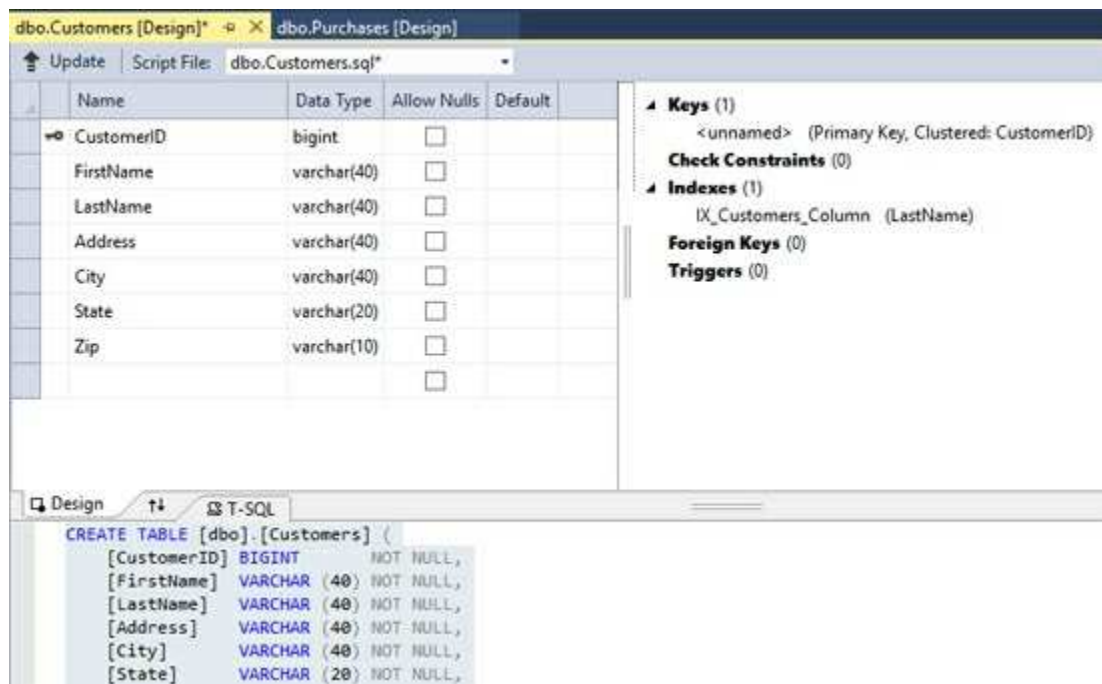 dbo.Customers [Design]* dbo.Purchases [Design]
Update Script File: dbo.Customers.sql*
Name Data Type Allow Nulls Default
CustomerID bigint
FirstName varchar(40)
LastName varchar(40)
Address varchar(40)
City varchar(40)
State varchar(20)
Zip varchar(10)
Keys (1)
<unnamed> (Primary Key, Clustered: CustomerID)
Check Constraints (0)
Indexes (1)
IX_Customers_Column (LastName)
Foreign Keys (0)
Triggers (0)
Design T-SQL
CREATE TABLE [dbo].[Customers] (
[CustomerID] BIGINT NOT NULL,
[FirstName] VARCHAR (40) NOT NULL,
[LastName] VARCHAR (40) NOT NULL,
[Address] VARCHAR (40) NOT NULL,
[City] VARCHAR (40) NOT NULL,
[State] VARCHAR (20) NOT NULL,